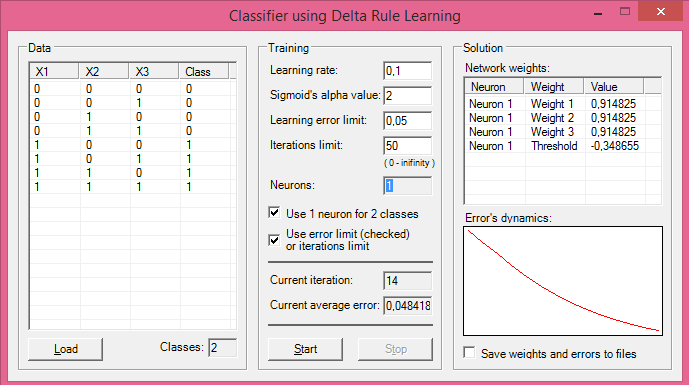 Classifier using Delta Rule Learning
Data
X1 X2 X3 Class
0 0 0 0
0 0 1 0
0 1 0 0
0 1 1 0
1 0 0 1
1 0 1 1
1 1 0 1
1 1 1 1
Load
Classes: 2
Training
Learning rate: 0,1
Sigmoid's alpha value: 2
Learning error limit: 0,05
Iterations limit: 50
( 0 - inifinity )
Neurons: 1
Use 1 neuron for 2 classes
Use error limit (checked)
or iterations limit
Current iteration: 14
Current average error: 0,048418
Start Stop
Solution
Network weights:
Neuron Weight Value
Neuron 1 Weight 1 0,914825
Neuron 1 Weight 2 0,914825
Neuron 1 Weight 3 0,914825
Neuron 1 Threshold -0,348655
Error's dynamics:
Save weights and errors to files